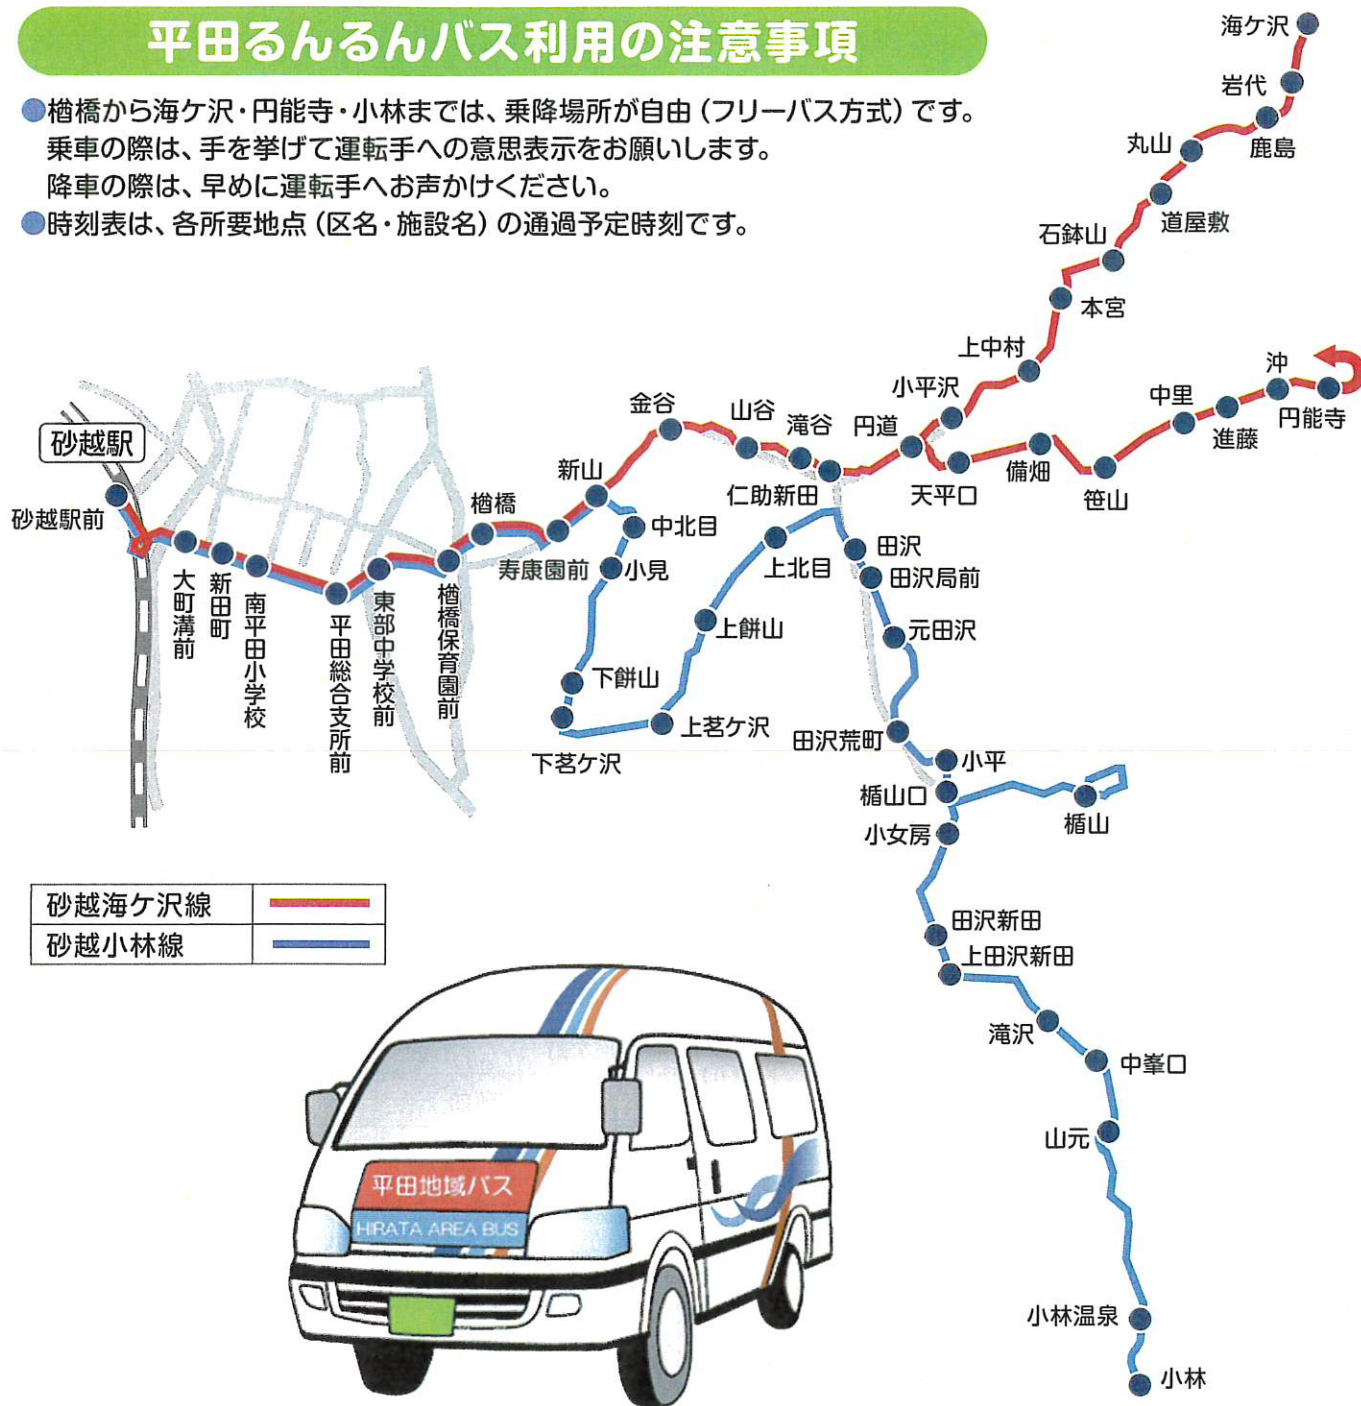 平田るんるんバス利用の注意事項
●楢橋から海ケ沢・円能寺・小林までは、乗降場所が自由（フリーバス方式）です。
乗車の際は、手を挙げて運転手への意思表示をお願いします。
降車の際は、早めに運転手へお声かけください。
●時刻表は、各所要地点（区名・施設名）の通過予定時刻です。
海ケ沢
岩代
鹿島
丸山
道屋敷
石鉢山
本宮
上中村
小平沢
円道
沖
円能寺
中里
進藤
笹山
備畑
天平口
金谷
山谷
滝谷
仁助新田
新山
楢橋
寿康園前
砂越駅
砂越駅前
大町溝前
新田町
南平田小学校
平田総合支所前
東部中学校前
楢橋保育園前
中北目
小見
下餅山
下茗ケ沢
上茗ケ沢
上餅山
上北目
田沢
田沢局前
元田沢
田沢荒町
小平
楯山口
楯山
小女房
田沢新田
上田沢新田
滝沢
中峯口
山元
小林温泉
小林
砂越海ケ沢線
砂越小林線
平田地域バス
HIRATA AREA BUS